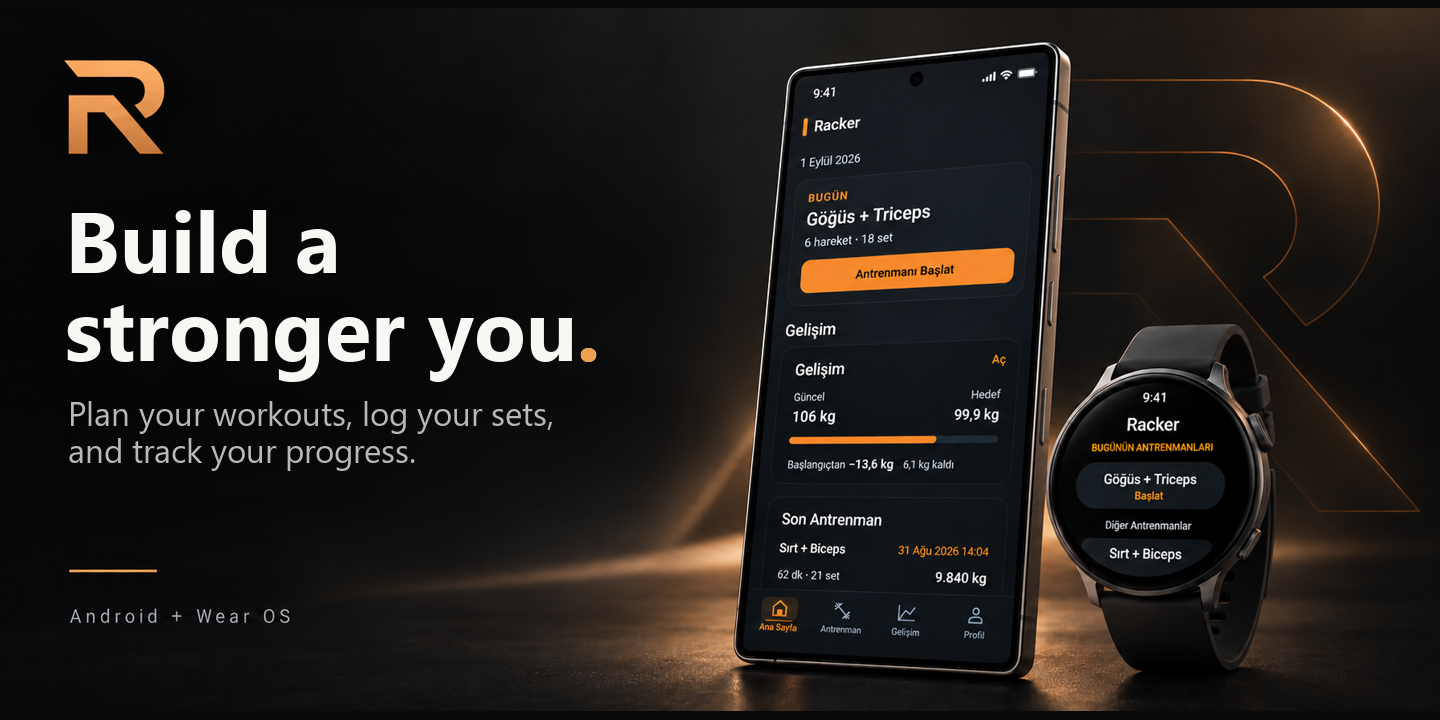 R
Build a
stronger you.
Plan your workouts, log your sets,
and track your progress.
Android + Wear OS
9:41
Racker
1 Eylül 2026
BUGÜN
Göğüs + Triceps
6 hareket · 18 set
Antrenmanı Başlat
Gelişim
Gelişim Aç
Güncel Hedef
106 kg 99,9 kg
Başlangıçtan −13,6 kg 6,1 kg kaldı
Son Antrenman
Sırt + Biceps 31 Ağu 2026 14:04
62 dk · 21 set 9.840 kg
Ana Sayfa Antrenman Gelişim Profil
9:41
Racker
BUGÜNÜN ANTRENMANLARI
Göğüs + Triceps
Başlat
Diğer Antrenmanlar
Sırt + Biceps